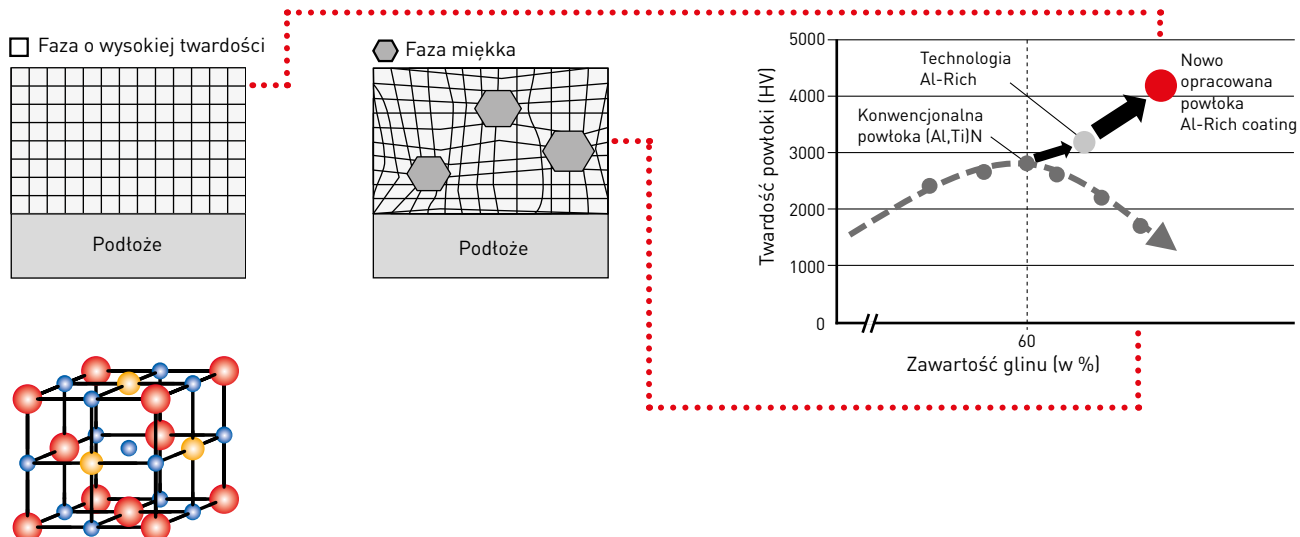 Faza o wysokiej twardości
Podłoże
Faza miękka
Podłoże
Twardość powłoki (HV)
5000
4000
3000
2000
1000
0
Technologia
Al-Rich
Konwencjonalna
powłoka (Al,Ti)N
Nowo
opracowana
powłoka
Al-Rich coating
60
Zawartość glinu (w %)